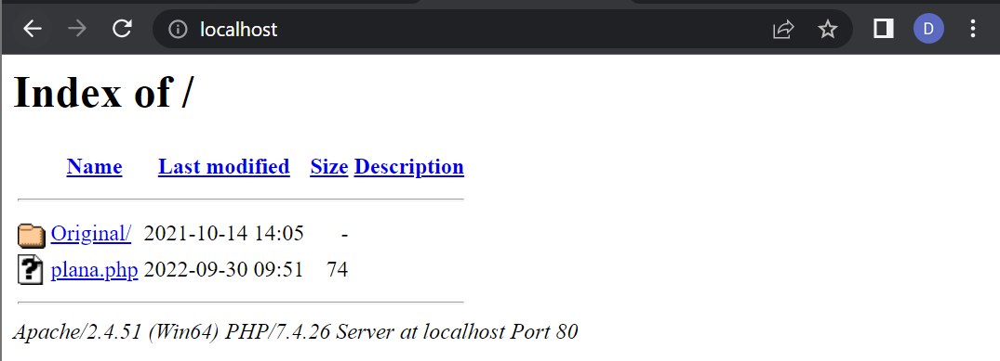 localhost
D
Index of /
Name Last modified Size Description
Original/ 2021-10-14 14:05 -
plana.php 2022-09-30 09:51 74
Apache/2.4.51 (Win64) PHP/7.4.26 Server at localhost Port 80